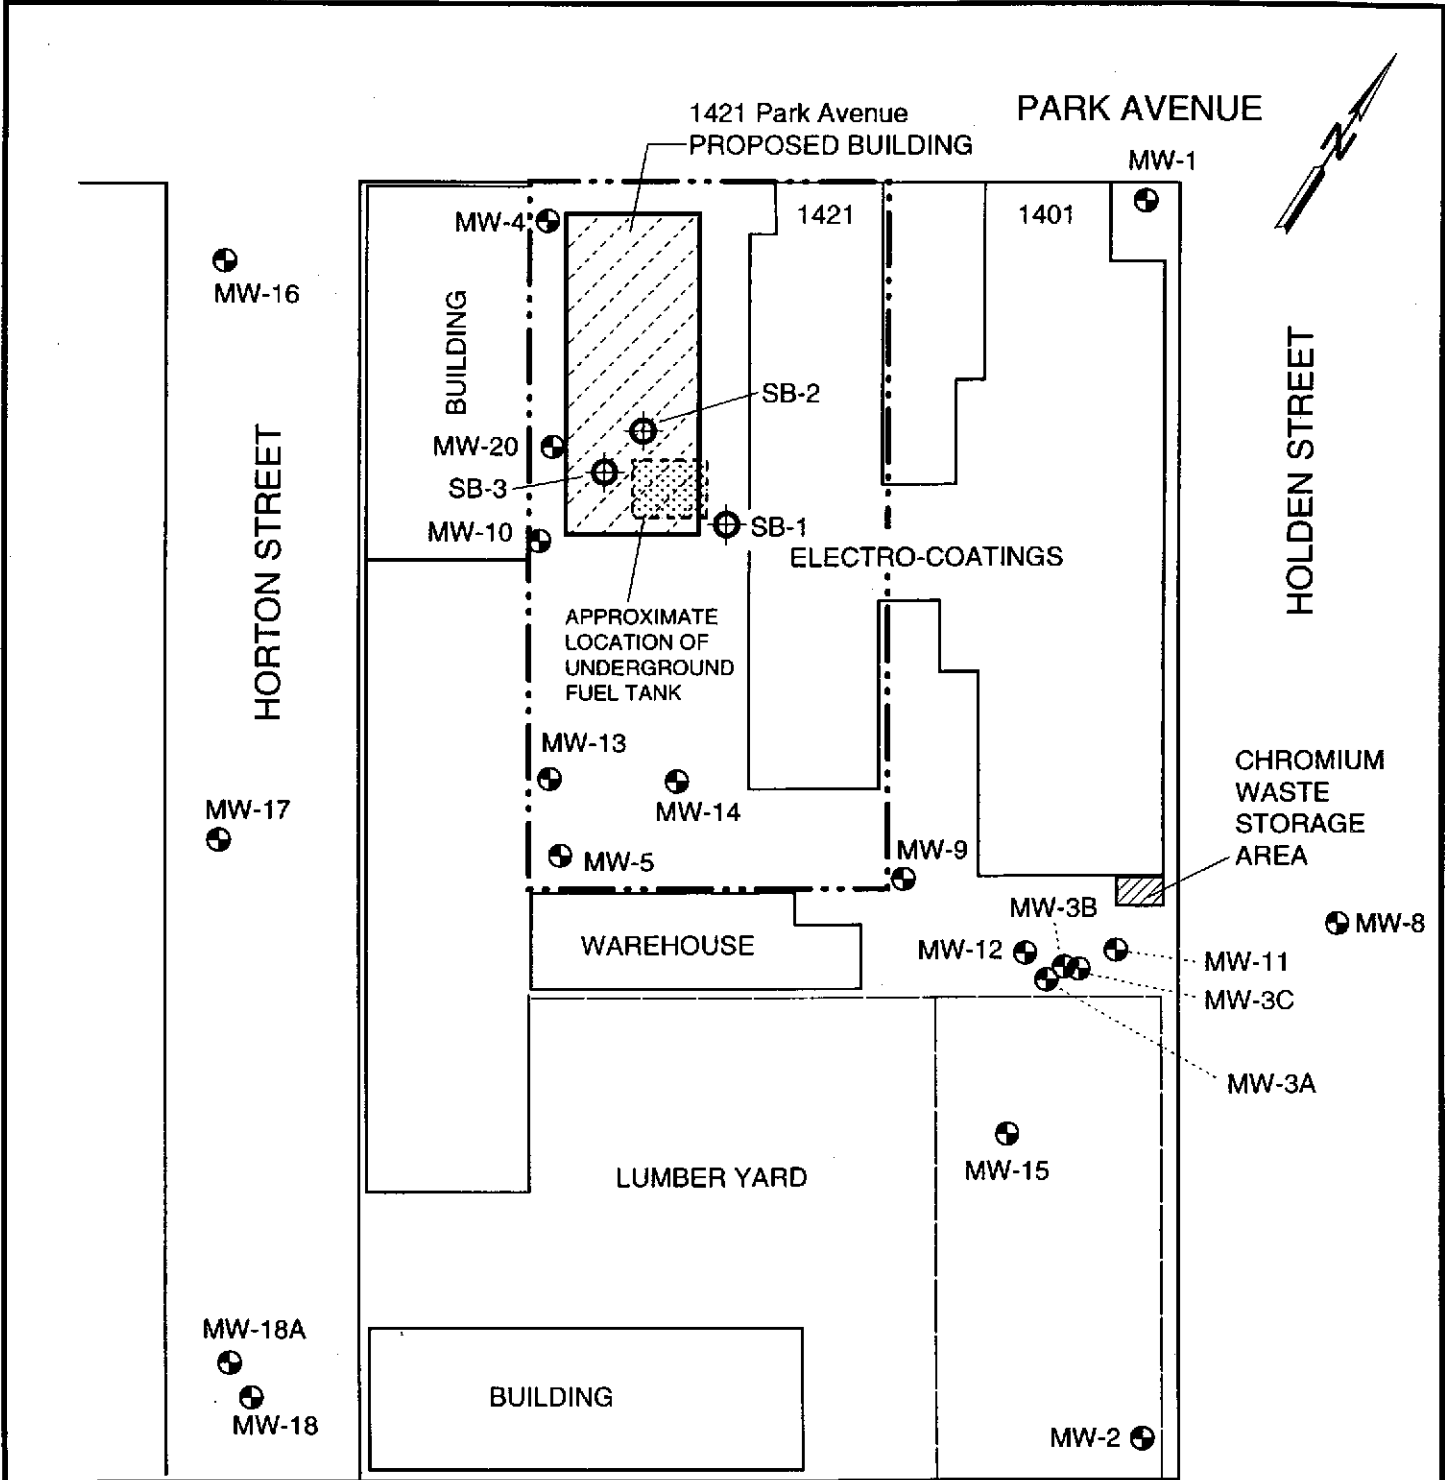 1421 Park Avenue
PROPOSED BUILDING
PARK AVENUE
N
MW-1
MW-4
1421
1401
MW-16
BUILDING
SB-2
MW-20
SB-3
MW-10
SB-1
ELECTRO-COATINGS
HORTON STREET
HOLDEN STREET
APPROXIMATE
LOCATION OF
UNDERGROUND
FUEL TANK
MW-13
MW-14
MW-17
MW-5
MW-9
CHROMIUM
WASTE
STORAGE
AREA
MW-3B
MW-8
WAREHOUSE
MW-12
MW-11
MW-3C
MW-3A
MW-15
LUMBER YARD
MW-18A
BUILDING
MW-18
MW-2